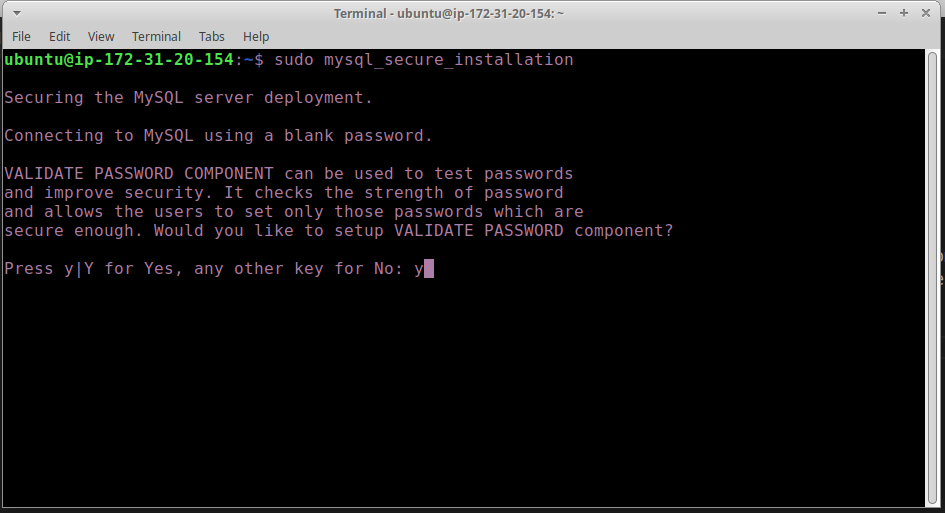 Terminal - ubuntu@ip-172-31-20-154: ~
File Edit View Terminal Tabs Help
ubuntu@ip-172-31-20-154:~$ sudo mysql_secure_installation
Securing the MySQL server deployment.
Connecting to MySQL using a blank password.
VALIDATE PASSWORD COMPONENT can be used to test passwords
and improve security. It checks the strength of password
and allows the users to set only those passwords which are
secure enough. Would you like to setup VALIDATE PASSWORD component?
Press y|Y for Yes, any other key for No: y